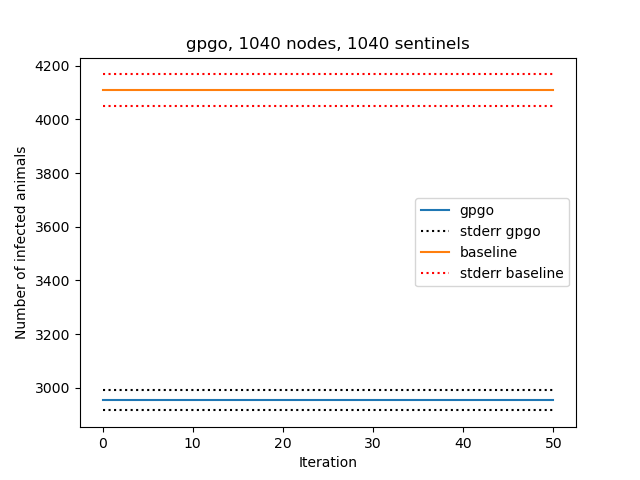 gpgo, 1040 nodes, 1040 sentinels
4200
4000
3800
3600
3400
3200
3000
Number of infected animals
gpgo
stderr gpgo
baseline
stderr baseline
0 10 20 30 40 50
Iteration